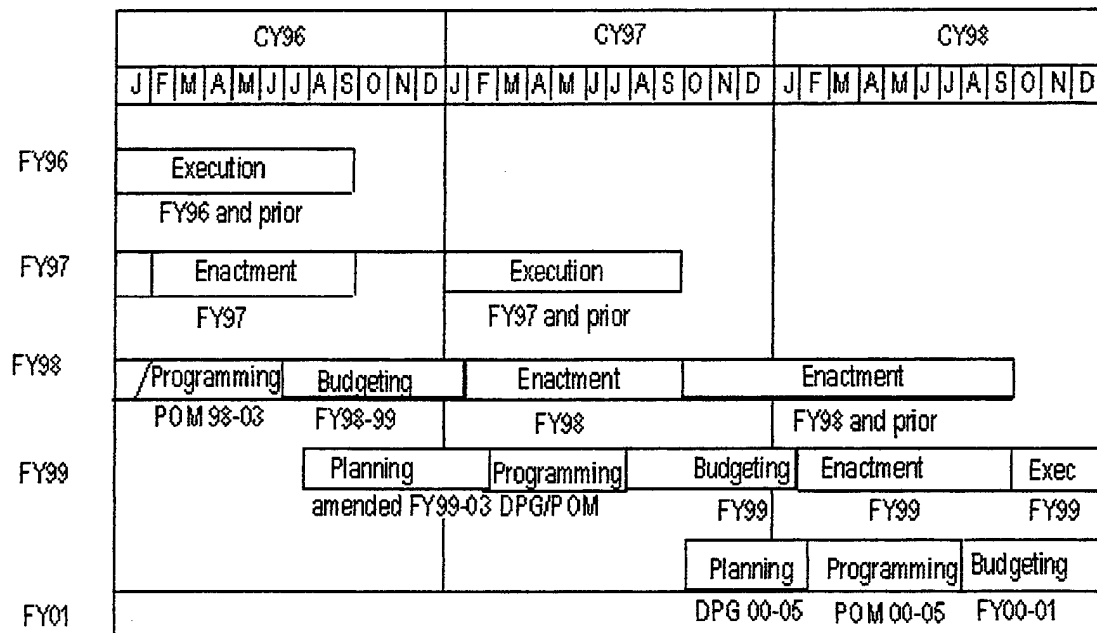 CY96 CY97 CY98
J F M A M J J A S O N D J F M A M J J A S O N D J F M A M J J A S O N D
FY96 Execution
FY96 and prior
FY97 Enactment Execution
FY97 FY97 and prior
FY98 Programming Budgeting Enactment Enactment
POM 98-03 FY98-99 FY98 FY98 and prior
FY99 Planning Programming Budgeting Enactment Exec
amended FY99-03 DPG/POM FY99 FY99 FY99
Planning Programming Budgeting
FY01 DPG 00-05 POM 00-05 FY00-01